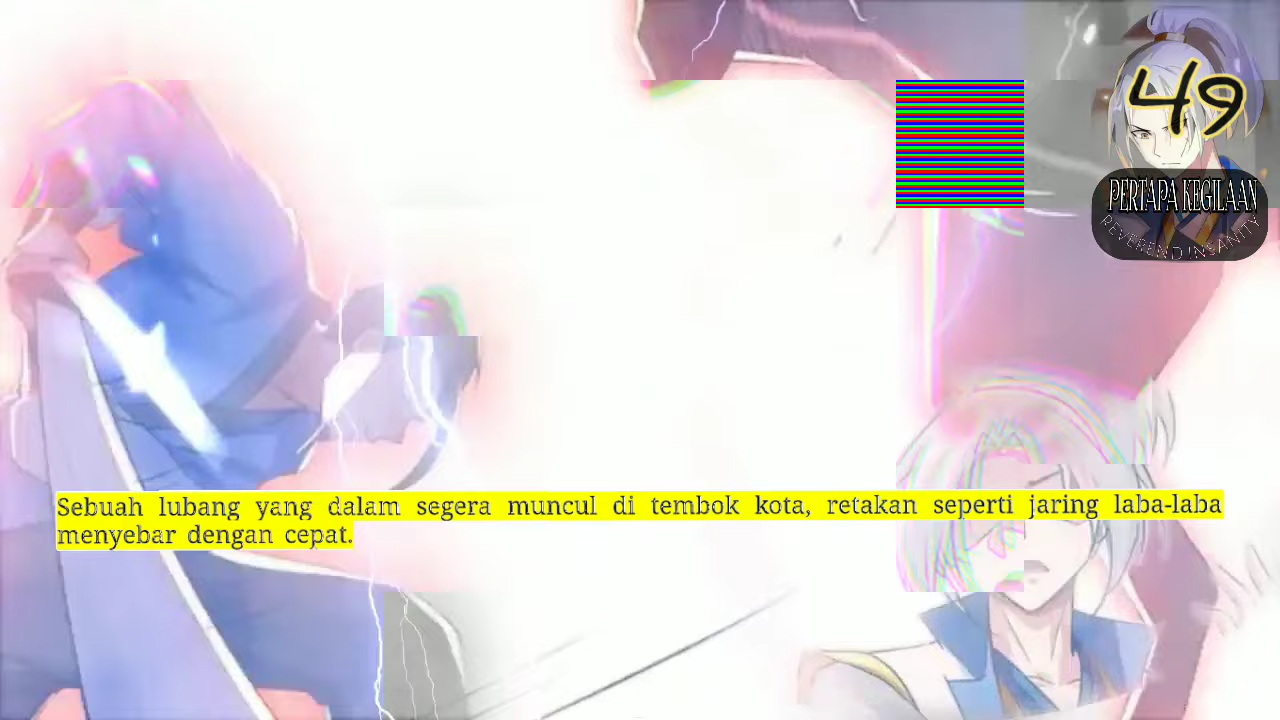 49
PERTAPA KEGILAAN
REVEREND INSANITY
Sebuah lubang yang dalam segera muncul di tembok kota, retakan seperti jaring laba-laba
menyebar dengan cepat.